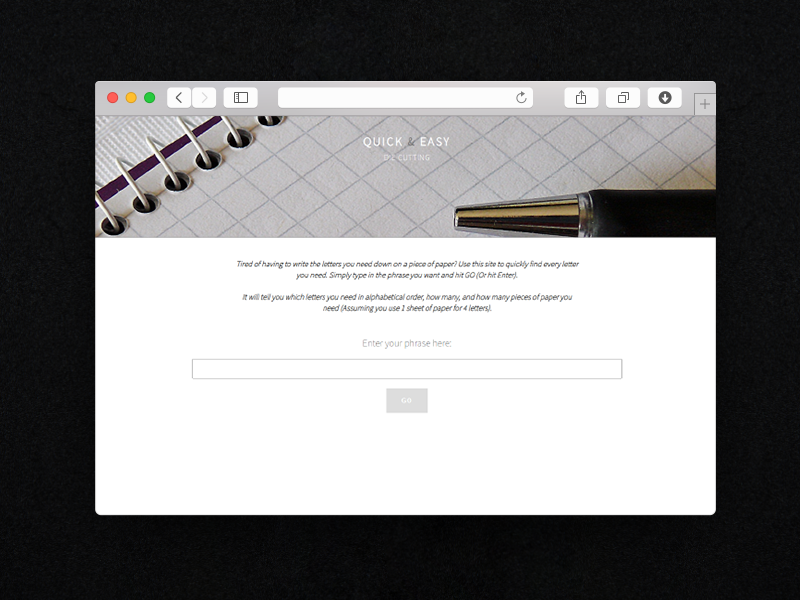 QUICK & EASY
DIE CUTTING
Tired of having to write the letters you need down on a piece of paper? Use this site to quickly find every letter
you need. Simply type in the phrase you want and hit GO (Or hit Enter).
It will tell you which letters you need in alphabetical order, how many, and how many pieces of paper you
need (Assuming you use 1 sheet of paper for 4 letters).
Enter your phrase here:
GO